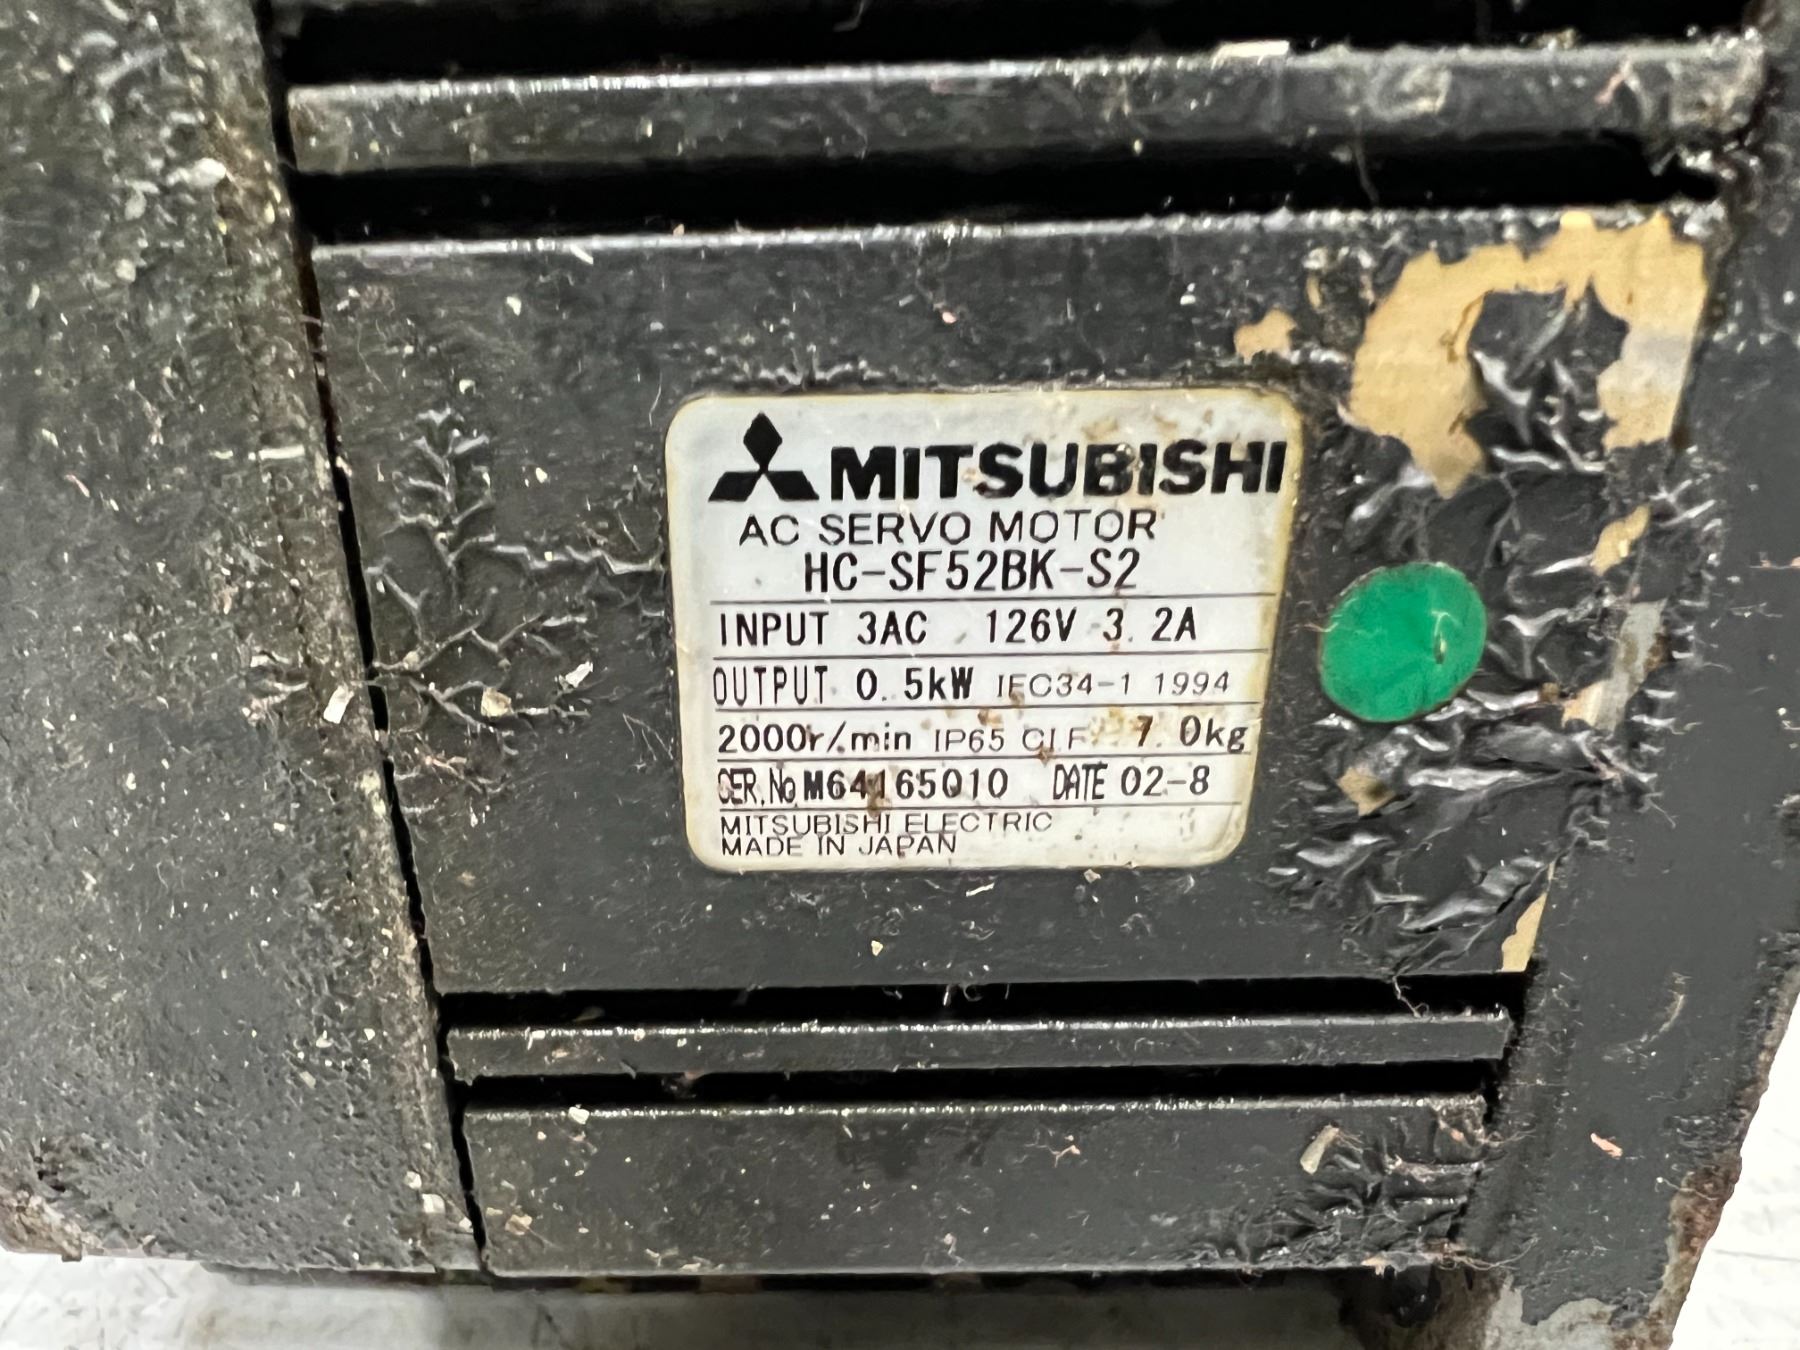 MITSUBISHI
AC SERVO MOTOR
HC-SF52BK-S2
INPUT 3AC 126V 3.2A
OUTPUT 0.5kW IEC34-1 1994
2000r/min IP65 Cl F 7.0kg
SER.No.M64165010 DATE 02-8
MITSUBISHI ELECTRIC
MADE IN JAPAN